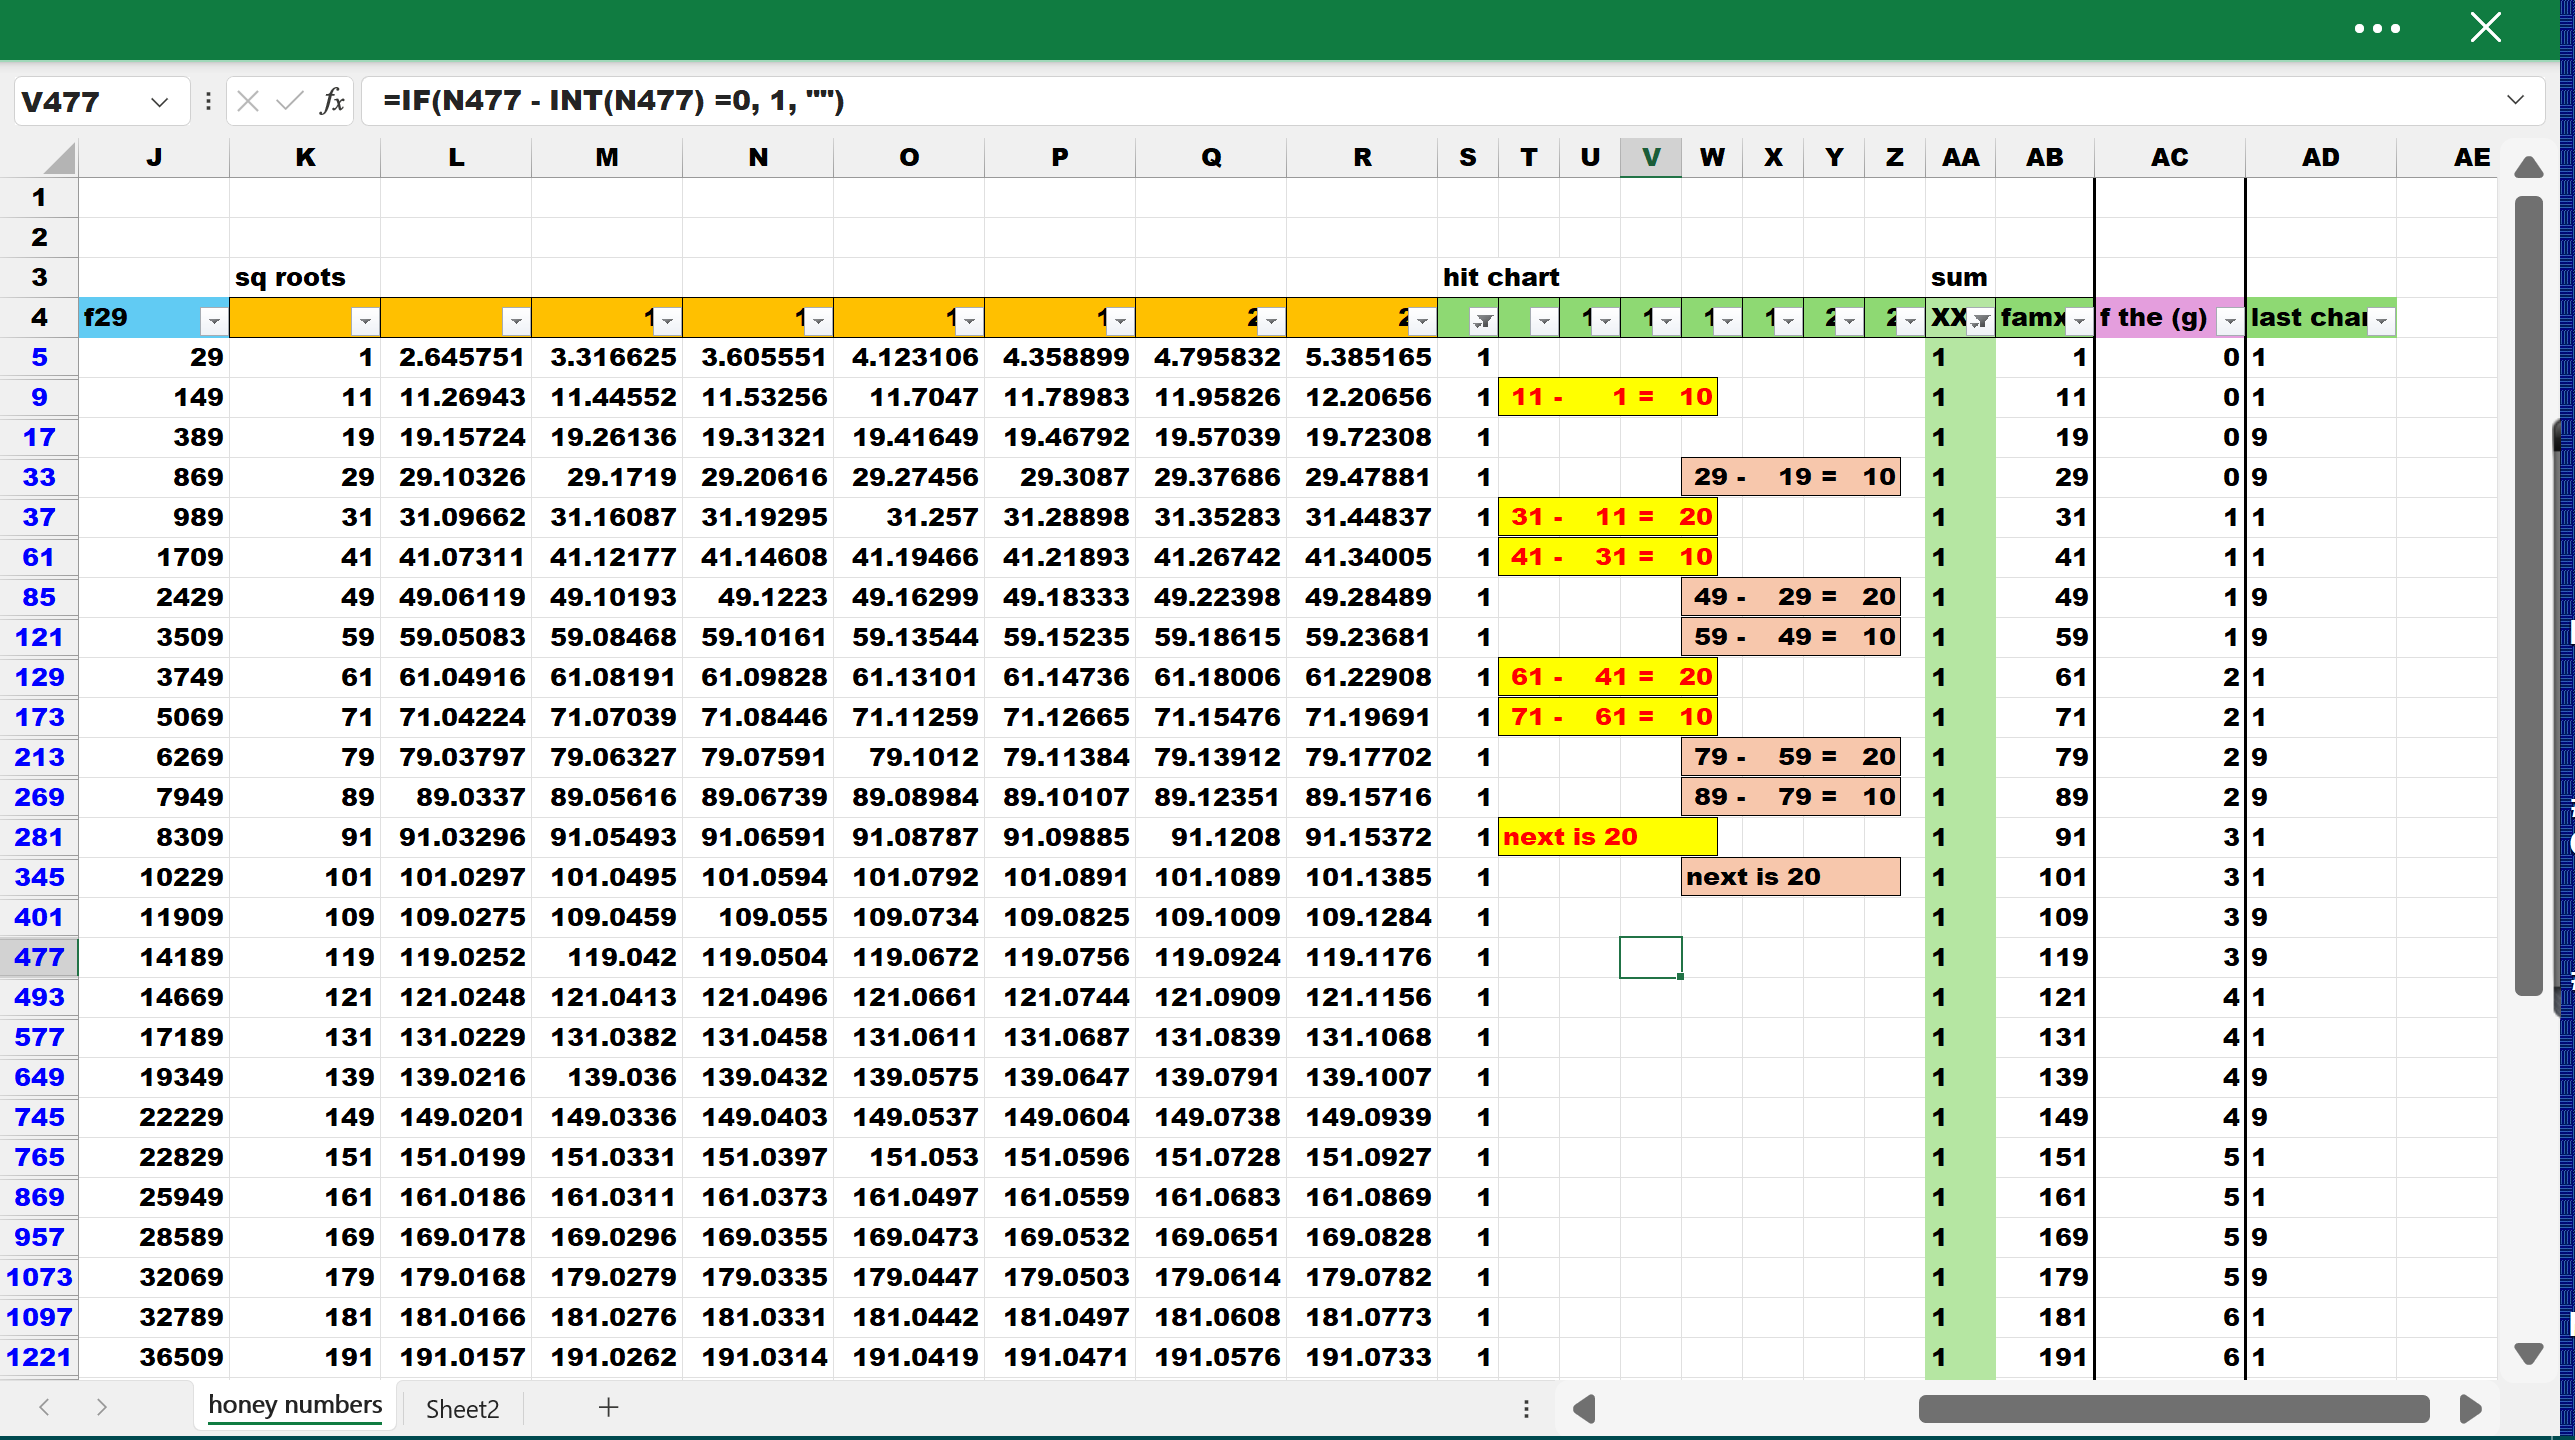 V477 fx =IF(N477 - INT(N477) =0, 1, "")
J K L M N O P Q R S T U V W X Y Z AA AB AC AD AE
1
2
3 sq roots hit chart sum
4 f29 1 1 1 1 2 2 1 1 1 1 2 2 XX famx f the (g) last char
5 29 1 2.645751 3.316625 3.605551 4.123106 4.358899 4.795832 5.385165 1 1 1 0 1
9 149 11 11.26943 11.44552 11.53256 11.7047 11.78983 11.95826 12.20656 1 11 - 1 = 10 1 11 0 1
17 389 19 19.15724 19.26136 19.31321 19.41649 19.46792 19.57039 19.72308 1 1 19 0 9
33 869 29 29.10326 29.1719 29.20616 29.27456 29.3087 29.37686 29.47881 1 29 - 19 = 10 1 29 0 9
37 989 31 31.09662 31.16087 31.19295 31.257 31.28898 31.35283 31.44837 1 31 - 11 = 20 1 31 1 1
61 1709 41 41.07311 41.12177 41.14608 41.19466 41.21893 41.26742 41.34005 1 41 - 31 = 10 1 41 1 1
85 2429 49 49.06119 49.10193 49.1223 49.16299 49.18333 49.22398 49.28489 1 49 - 29 = 20 1 49 1 9
121 3509 59 59.05083 59.08468 59.10161 59.13544 59.15235 59.18615 59.23681 1 59 - 49 = 10 1 59 1 9
129 3749 61 61.04916 61.08191 61.09828 61.13101 61.14736 61.18006 61.22908 1 61 - 41 = 20 1 61 2 1
173 5069 71 71.04224 71.07039 71.08446 71.11259 71.12665 71.15476 71.19691 1 71 - 61 = 10 1 71 2 1
213 6269 79 79.03797 79.06327 79.07591 79.1012 79.11384 79.13912 79.17702 1 79 - 59 = 20 1 79 2 9
269 7949 89 89.0337 89.05616 89.06739 89.08984 89.10107 89.12351 89.15716 1 89 - 79 = 10 1 89 2 9
281 8309 91 91.03296 91.05493 91.06591 91.08787 91.09885 91.1208 91.15372 1 next is 20 1 91 3 1
345 10229 101 101.0297 101.0495 101.0594 101.0792 101.0891 101.1089 101.1385 1 next is 20 1 101 3 1
401 11909 109 109.0275 109.0459 109.055 109.0734 109.0825 109.1009 109.1284 1 1 109 3 9
477 14189 119 119.0252 119.042 119.0504 119.0672 119.0756 119.0924 119.1176 1 1 119 3 9
493 14669 121 121.0248 121.0413 121.0496 121.0661 121.0744 121.0909 121.1156 1 1 121 4 1
577 17189 131 131.0229 131.0382 131.0458 131.0611 131.0687 131.0839 131.1068 1 1 131 4 1
649 19349 139 139.0216 139.036 139.0432 139.0575 139.0647 139.0791 139.1007 1 1 139 4 9
745 22229 149 149.0201 149.0336 149.0403 149.0537 149.0604 149.0738 149.0939 1 1 149 4 9
765 22829 151 151.0199 151.0331 151.0397 151.053 151.0596 151.0728 151.0927 1 1 151 5 1
869 25949 161 161.0186 161.0311 161.0373 161.0497 161.0559 161.0683 161.0869 1 1 161 5 1
957 28589 169 169.0178 169.0296 169.0355 169.0473 169.0532 169.0651 169.0828 1 1 169 5 9
1073 32069 179 179.0168 179.0279 179.0335 179.0447 179.0503 179.0614 179.0782 1 1 179 5 9
1097 32789 181 181.0166 181.0276 181.0331 181.0442 181.0497 181.0608 181.0773 1 1 181 6 1
1221 36509 191 191.0157 191.0262 191.0314 191.0419 191.0471 191.0576 191.0733 1 1 191 6 1
honey numbers Sheet2